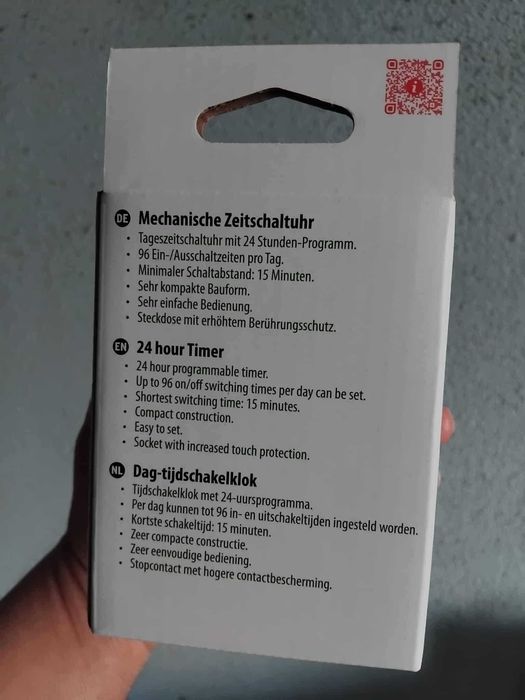 i
DE Mechanische Zeitschaltuhr
• Tageszeitschaltuhr mit 24 Stunden-Programm.
• 96 Ein-/Ausschaltzeiten pro Tag.
• Minimaler Schaltabstand: 15 Minuten.
• Sehr kompakte Bauform.
• Sehr einfache Bedienung.
• Steckdose mit erhöhtem Berührungsschutz.
EN 24 hour Timer
• 24 hour programmable timer.
• Up to 96 on/off switching times per day can be set.
• Shortest switching time: 15 minutes.
• Compact construction.
• Easy to set.
• Socket with increased touch protection.
NL Dag-tijdschakelklok
• Tijdschakelklok met 24-uursprogramma.
• Per dag kunnen tot 96 in- en uitschakeltijden ingesteld worden.
• Kortste schakeltijd: 15 minuten.
• Zeer compacte constructie.
• Zeer eenvoudige bediening.
• Stopcontact met hogere contactbescherming.